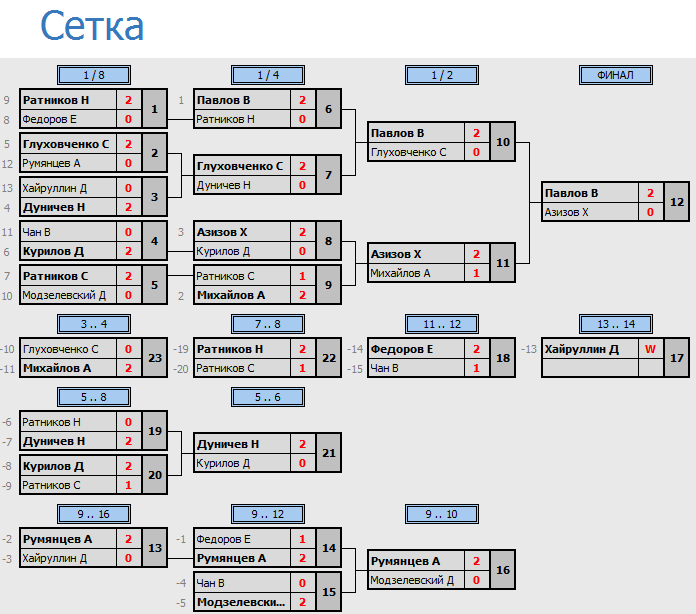 Сетка
1 / 8 1 / 4 1 / 2 ФИНАЛ
9 Ратников Н 2 1 Павлов В 2
8 Федоров Е 0 1 Ратников Н 0 6
5 Глуховченко С 2 Павлов В 2
12 Румянцев А 0 2 Глуховченко С 0 10
Глуховченко С 2
13 Хайруллин Д 0 Дуничев Н 0 7
4 Дуничев Н 2 3 Павлов В 2
Азизов Х 0 12
11 Чан В 0 3 Азизов Х 2
6 Курилов Д 2 4 Курилов Д 0 8
Азизов Х 2
7 Ратников С 2 Ратников С 1 Михайлов А 1 11
10 Модзелевский Д 0 5 2 Михайлов А 2 9
3 .. 4 7 .. 8 11 .. 12 13 .. 14
-10 Глуховченко С 0 -19 Ратников Н 2 -14 Федоров Е 2 -13 Хайруллин Д W
-11 Михайлов А 2 23 -20 Ратников С 1 22 -15 Чан В 1 18 17
5 .. 8 5 .. 6
-6 Ратников Н 0
-7 Дуничев Н 2 19 Дуничев Н 2
-8 Курилов Д 2 Курилов Д 0 21
-9 Ратников С 1 20
9 .. 16 9 .. 12 9 .. 10
-2 Румянцев А 2 -1 Федоров Е 1
-3 Хайруллин Д 0 13 Румянцев А 2 14 Румянцев А 2
-4 Чан В 0 Модзелевский Д 0 16
-5 Модзелевски... 2 15